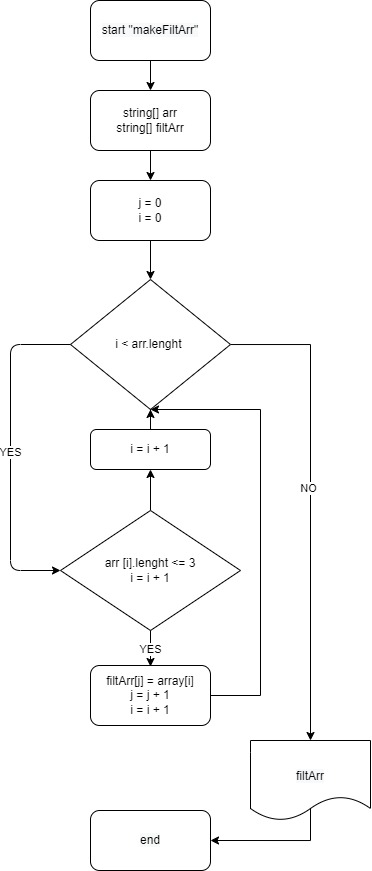 start "makeFiltArr"
string[] arr
string[] filtArr
j = 0
i = 0
i < arr.lenght
YES
i = i + 1
NO
arr [i].lenght <= 3
i = i + 1
YES
filtArr[j] = array[i]
j = j + 1
i = i + 1
filtArr
end